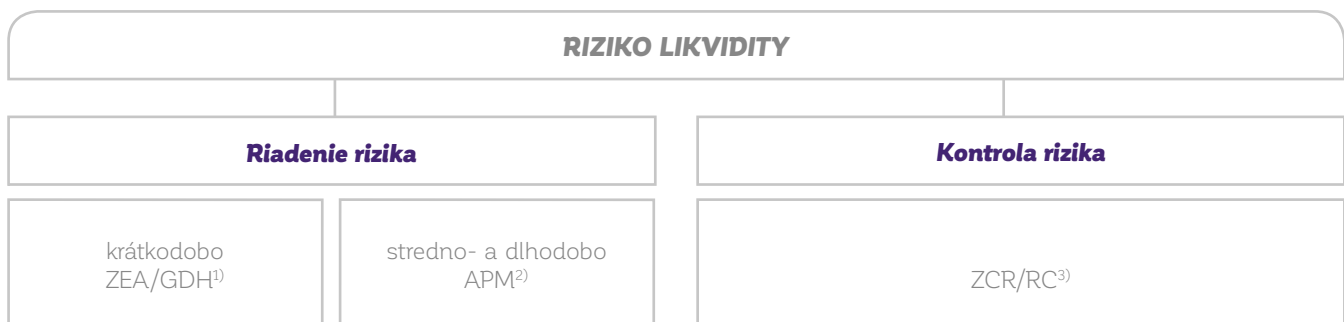 RIZIKO LIKVIDITY
Riadenie rizika
Kontrola rizika
krátkodobo
ZEA/GDH1)
stredno- a dlhodobo
APM2)
ZCR/RC3)